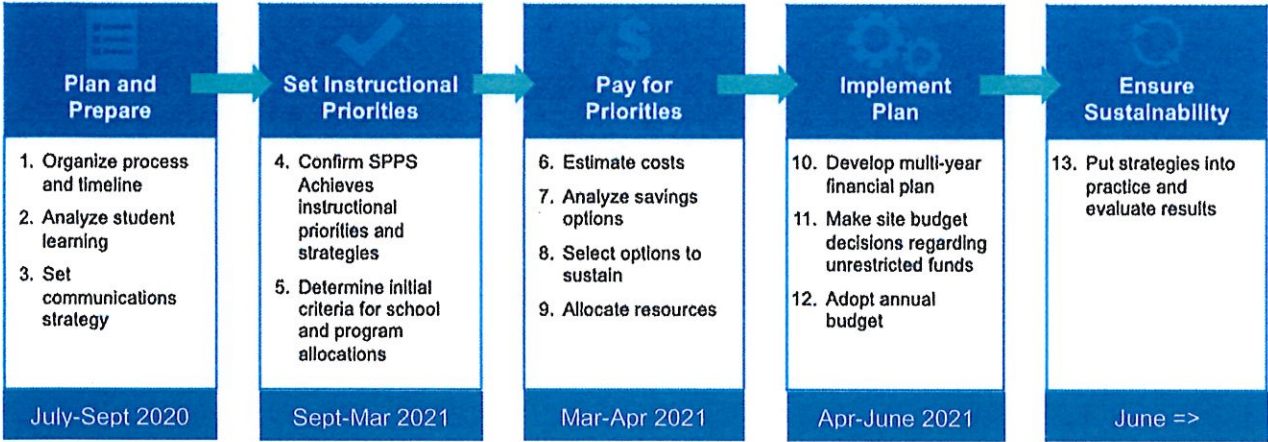 Plan and
Prepare
1. Organize process
and timeline
2. Analyze student
learning
3. Set
communications
strategy
July-Sept 2020
Set Instructional
Priorities
4. Confirm SPPS
Achieves
instructional
priorities and
strategies
5. Determine initial
criteria for school
and program
allocations
Sept-Mar 2021
Pay for
Priorities
6. Estimate costs
7. Analyze savings
options
8. Select options to
sustain
9. Allocate resources
Mar-Apr 2021
Implement
Plan
10. Develop multi-year
financial plan
11. Make site budget
decisions regarding
unrestricted funds
12. Adopt annual
budget
Apr-June 2021
Ensure
Sustainability
13. Put strategies into
practice and
evaluate results
June =>